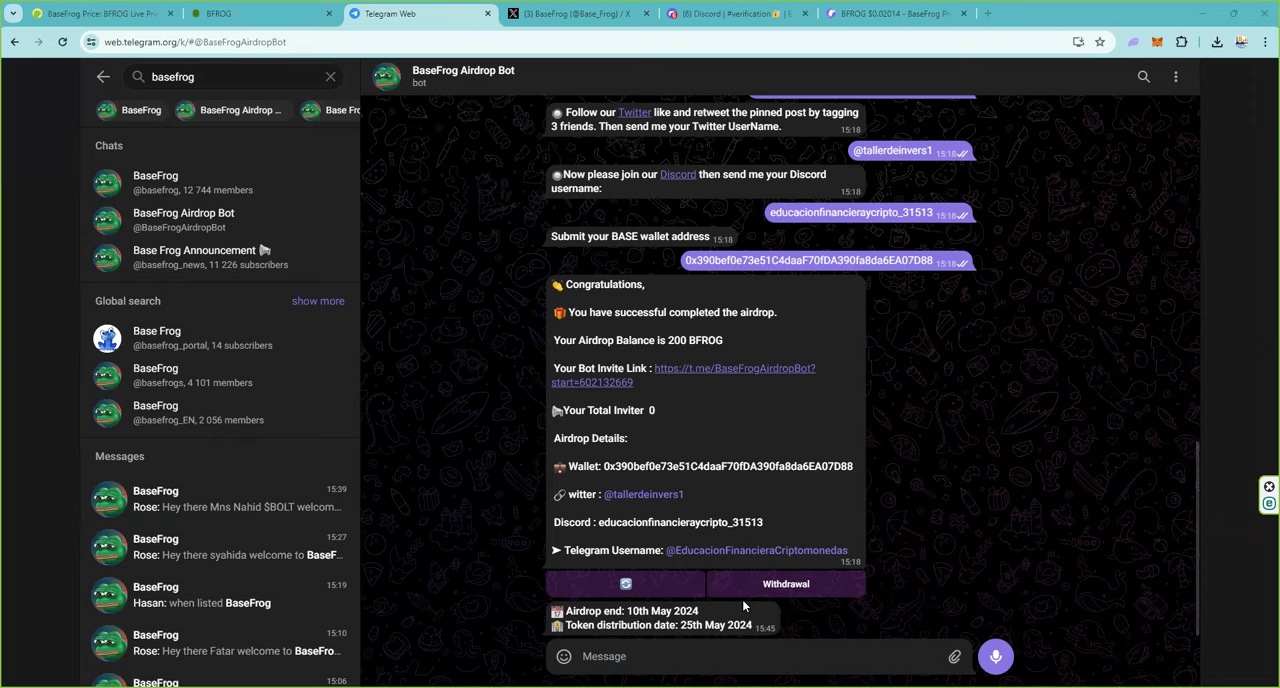 BaseFrog Price: BFROG Live Pri
BFROG
Telegram Web
(3) BaseFrog (@Base_Frog) / X
(6) Discord | #verification🔒 | B
BFROG $0.02014 - BaseFrog Pr
web.telegram.org/k/#@BaseFrogAirdropBot
basefrog
BaseFrog
BaseFrog Airdrop ...
Base Fr
Chats
BaseFrog
@basefrog, 12 744 members
BaseFrog Airdrop Bot
@BaseFrogAirdropBot
Base Frog Announcement 📢
@basefrog_news, 11 226 subscribers
Global search
show more
Base Frog
@basefrog_portal, 14 subscribers
BaseFrog
@basefrogs, 4 101 members
BaseFrog
@basefrog_EN, 2 056 members
Messages
BaseFrog
15:39
Rose: Hey there Mns Nahid $BOLT welcom...
BaseFrog
15:27
Rose: Hey there syahida welcome to BaseF...
BaseFrog
15:19
Hasan: when listed BaseFrog
BaseFrog
15:10
Rose: Hey there Fatar welcome to BaseFro...
BaseFrog
15:06
BaseFrog Airdrop Bot
bot
Follow our Twitter like and retweet the pinned post by tagging
3 friends. Then send me your Twitter UserName.
15:18
@tallerdeinvers1
15:18
Now please join our Discord then send me your Discord
username:
15:18
educacionfinancieraycripto_31513
15:18
Submit your BASE wallet address
15:18
0x390bef0e73e51C4daaF70fDA390fa8da6EA07D88
15:18
👏 Congratulations,
🎁 You have successful completed the airdrop.
Your Airdrop Balance is 200 BFROG
Your Bot Invite Link : https://t.me/BaseFrogAirdropBot?
start=602132669
📢Your Total Inviter 0
Airdrop Details:
💼 Wallet: 0x390bef0e73e51C4daaF70fDA390fa8da6EA07D88
🔗 witter : @tallerdeinvers1
Discord : educacionfinancieraycripto_31513
➤ Telegram Username: @EducacionFinancieraCriptomonedas
15:18
Withdrawal
📅 Airdrop end: 10th May 2024
🏦 Token distribution date: 25th May 2024
15:45
Message